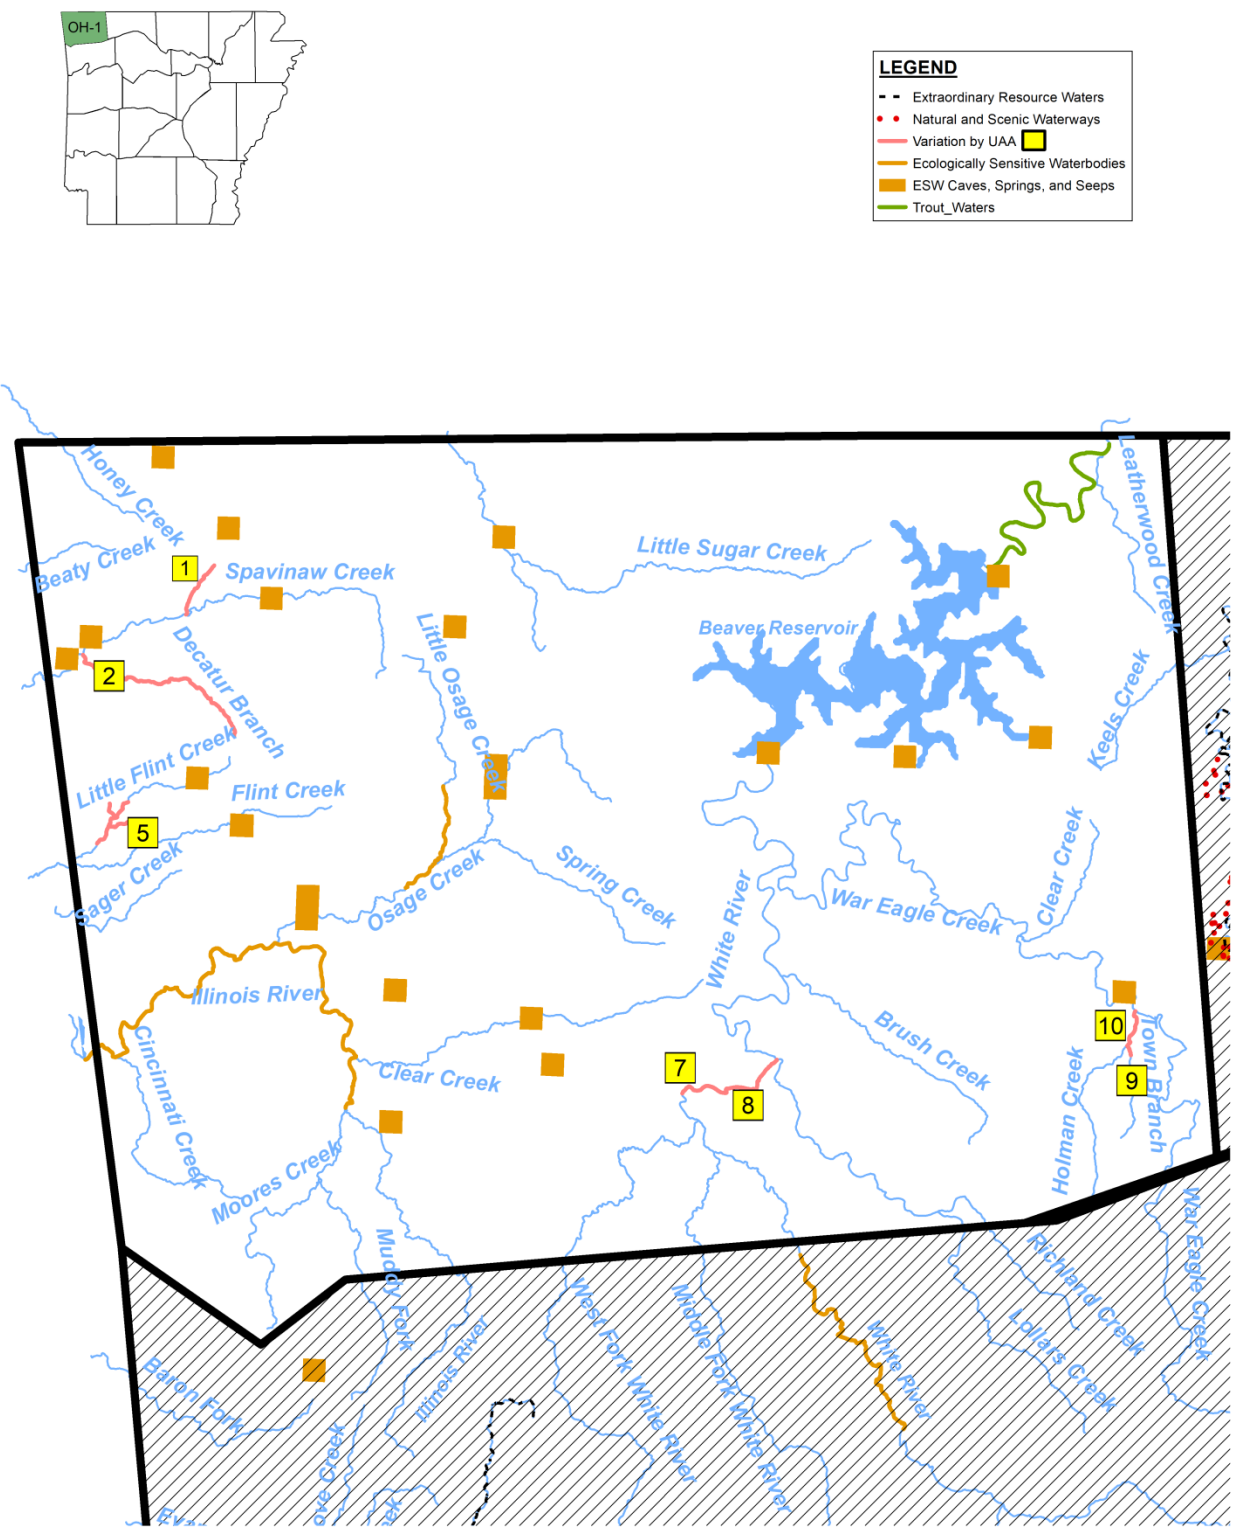 OH-1
LEGEND
Extraordinary Resource Waters
Natural and Scenic Waterways
Variation by UAA
Ecologically Sensitive Waterbodies
ESW Caves, Springs, and Seeps
Trout_Waters
Honey Creek
Leatherwood Creek
Beaty Creek
Little Sugar Creek
1
Spavinaw Creek
Beaver Reservoir
Little Osage Creek
Decatur Branch
2
Keels Creek
Little Flint Creek
Flint Creek
5
Sager Creek
Osage Creek
Spring Creek
Clear Creek
War Eagle Creek
White River
Illinois River
10
Town Branch
Brush Creek
Cincinnati Creek
Clear Creek
7
8
9
Holman Creek
Moores Creek
Muddy Fork
War Eagle Creek
Richland Creek
West Fork White River
Middle Fork White River
White River
Lollars Creek
Illinois River
Baron Fork
ove Creek
eek